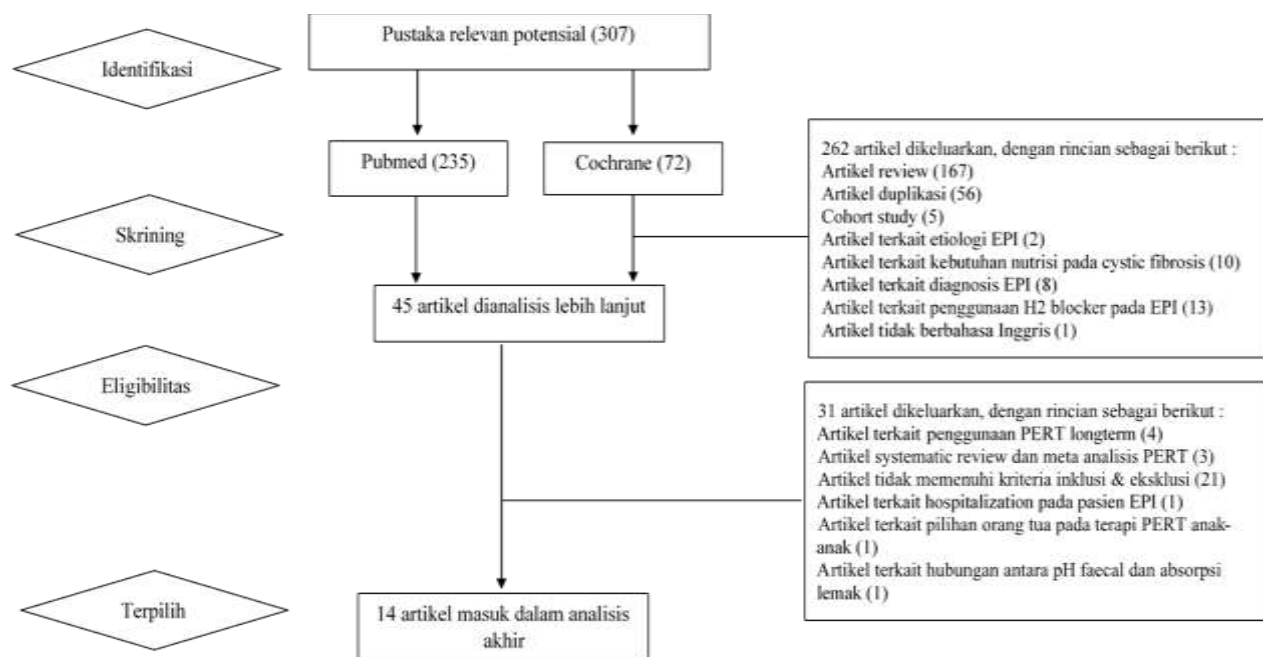 Pustaka relevan potensial (307)
Identifikasi
Pubmed (235)
Cochrane (72)
262 artikel dikeluarkan, dengan rincian sebagai berikut :
Artikel review (167)
Artikel duplikasi (56)
Cohort study (5)
Artikel terkait etiologi EPI (2)
Artikel terkait kebutuhan nutrisi pada cystic fibrosis (10)
Artikel terkait diagnosis EPI (8)
Artikel terkait penggunaan H2 blocker pada EPI (13)
Artikel tidak berbahasa Inggris (1)
Skrining
45 artikel dianalisis lebih lanjut
Eligibilitas
31 artikel dikeluarkan, dengan rincian sebagai berikut :
Artikel terkait penggunaan PERT longterm (4)
Artikel systematic review dan meta analisis PERT (3)
Artikel tidak memenuhi kriteria inklusi & eksklusi (21)
Artikel terkait hospitalization pada pasien EPI (1)
Artikel terkait pilihan orang tua pada terapi PERT anak-
anak (1)
Artikel terkait hubungan antara pH faecal dan absorpsi
lemak (1)
Terpilih
14 artikel masuk dalam analisis
akhir